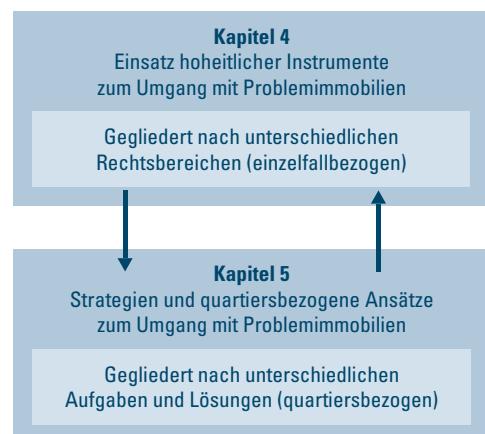 Kapitel 4
Einsatz hoheitlicher Instrumente
zum Umgang mit Problemimmobilien
Gegliedert nach unterschiedlichen
Rechtsbereichen (einzelfallbezogen)
Kapitel 5
Strategien und quartiersbezogene Ansätze
zum Umgang mit Problemimmobilien
Gegliedert nach unterschiedlichen
Aufgaben und Lösungen (quartiersbezogen)